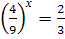 (4/9)^x = 2/3